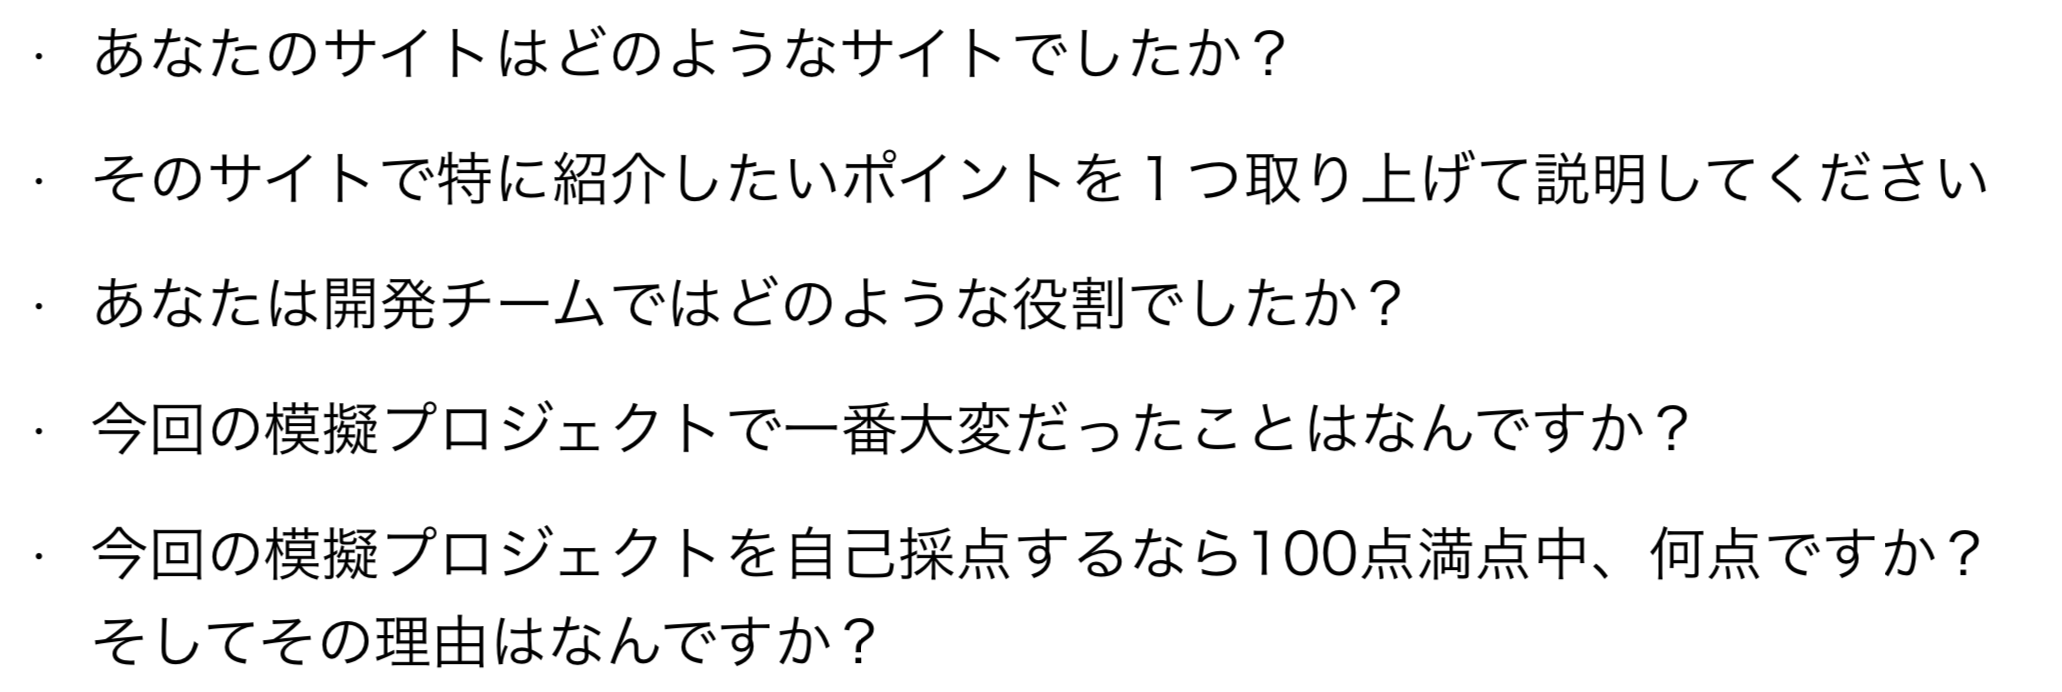 ・ あなたのサイトはどのようなサイトでしたか？
・ そのサイトで特に紹介したいポイントを１つ取り上げて説明してください
・ あなたは開発チームではどのような役割でしたか？
・ 今回の模擬プロジェクトで一番大変だったことはなんですか？
・ 今回の模擬プロジェクトを自己採点するなら100点満点中、何点ですか？
そしてその理由はなんですか？